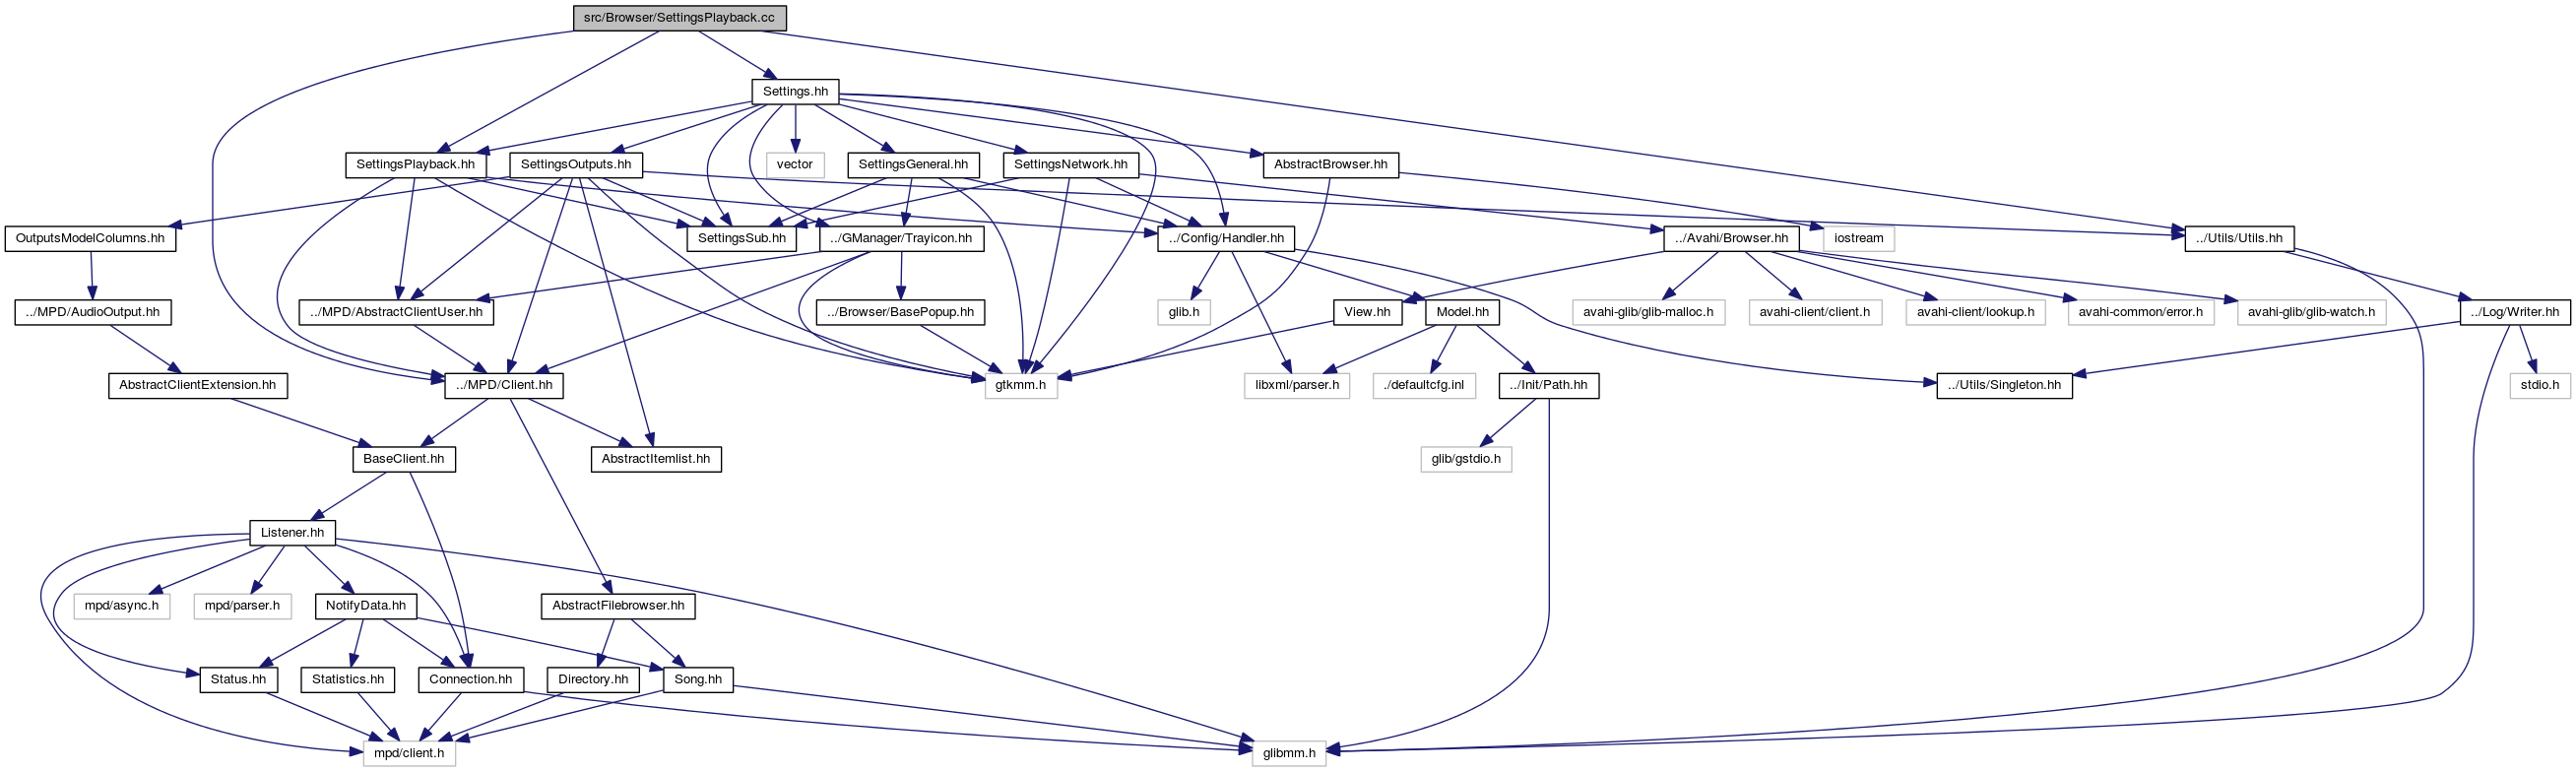 src/Browser/SettingsPlayback.cc
Settings.hh
SettingsPlayback.hh
SettingsOutputs.hh
vector
SettingsGeneral.hh
SettingsNetwork.hh
AbstractBrowser.hh
OutputsModelColumns.hh
SettingsSub.hh
../GManager/Trayicon.hh
../Config/Handler.hh
../Avahi/Browser.hh
iostream
../Utils/Utils.hh
../MPD/AudioOutput.hh
../MPD/AbstractClientUser.hh
../Browser/BasePopup.hh
glib.h
View.hh
Model.hh
avahi-glib/glib-malloc.h
avahi-client/client.h
avahi-client/lookup.h
avahi-common/error.h
avahi-glib/glib-watch.h
../Log/Writer.hh
AbstractClientExtension.hh
../MPD/Client.hh
gtkmm.h
libxml/parser.h
./defaultcfg.inl
../Init/Path.hh
../Utils/Singleton.hh
stdio.h
BaseClient.hh
AbstractItemlist.hh
glib/gstdio.h
Listener.hh
mpd/async.h
mpd/parser.h
NotifyData.hh
AbstractFilebrowser.hh
Status.hh
Statistics.hh
Connection.hh
Directory.hh
Song.hh
mpd/client.h
glibmm.h